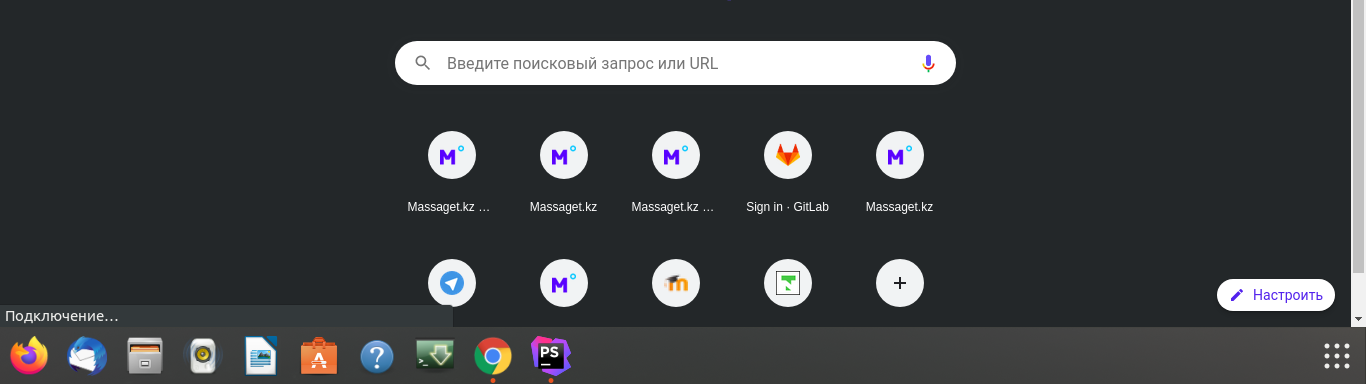 Введите поисковый запрос или URL
Massaget.kz ...
Massaget.kz
Massaget.kz ...
Sign in · GitLab
Massaget.kz
Настроить
Подключение...
PS